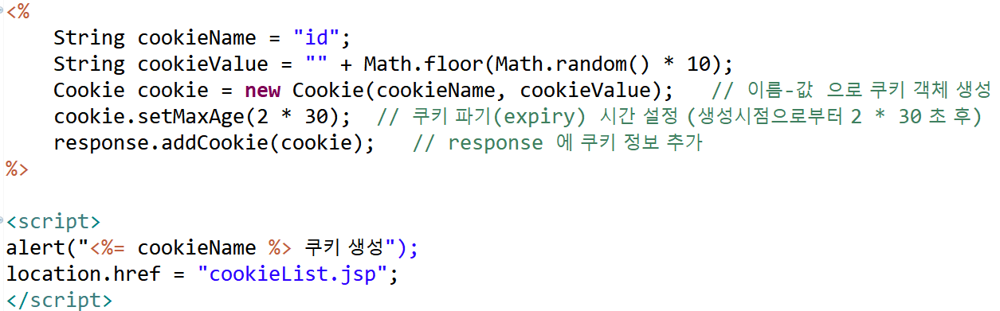 <%
    String cookieName = "id";
    String cookieValue = "" + Math.floor(Math.random() * 10);
    Cookie cookie = new Cookie(cookieName, cookieValue);   // 이름-값 으로 쿠키 객체 생성
    cookie.setMaxAge(2 * 30);  // 쿠키 파기(expiry) 시간 설정 (생성시점으로부터 2 * 30 초 후)
    response.addCookie(cookie);   // response 에 쿠키 정보 추가
%>
<script>
alert("<%= cookieName %> 쿠키 생성");
location.href = "cookieList.jsp";
</script>